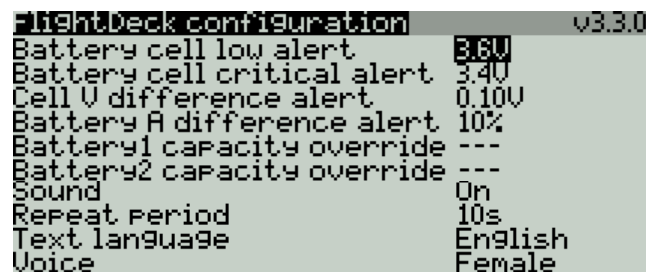 FlightDeck configuration v3.3.0
Battery cell low alert 3.6V
Battery cell critical alert 3.4V
Cell V difference alert 0.10V
Battery A difference alert 10%
Battery1 capacity override ---
Battery2 capacity override ---
Sound On
Repeat period 10s
Text language English
Voice Female